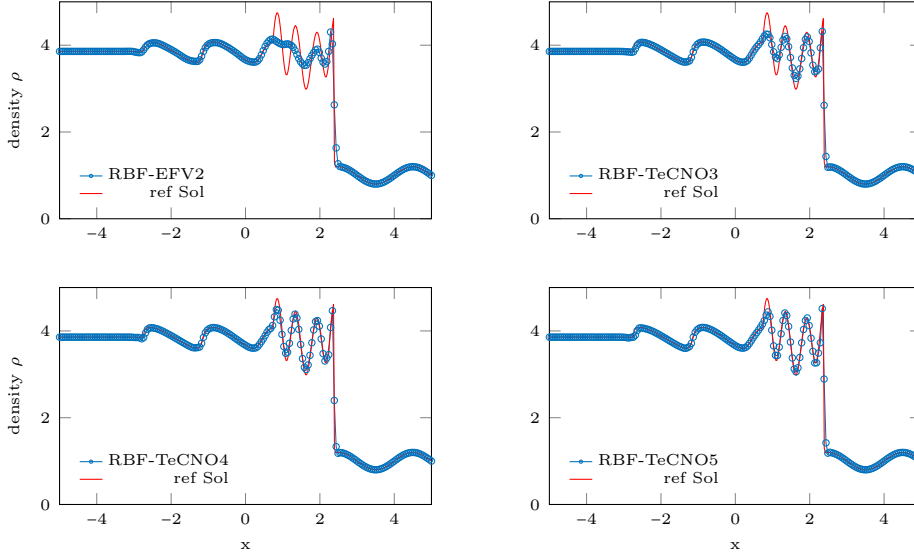 4
2
0
density ρ
RBF-EFV2
ref Sol
−4 −2 0 2 4
4
2
0
RBF-TeCNO3
ref Sol
−4 −2 0 2 4
4
2
0
density ρ
RBF-TeCNO4
ref Sol
−4 −2 0 2 4
x
4
2
0
RBF-TeCNO5
ref Sol
−4 −2 0 2 4
x